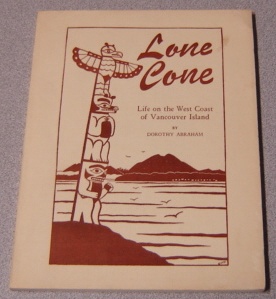 Lone
Cone
Life on the West Coast
of Vancouver Island
BY
DOROTHY ABRAHAM